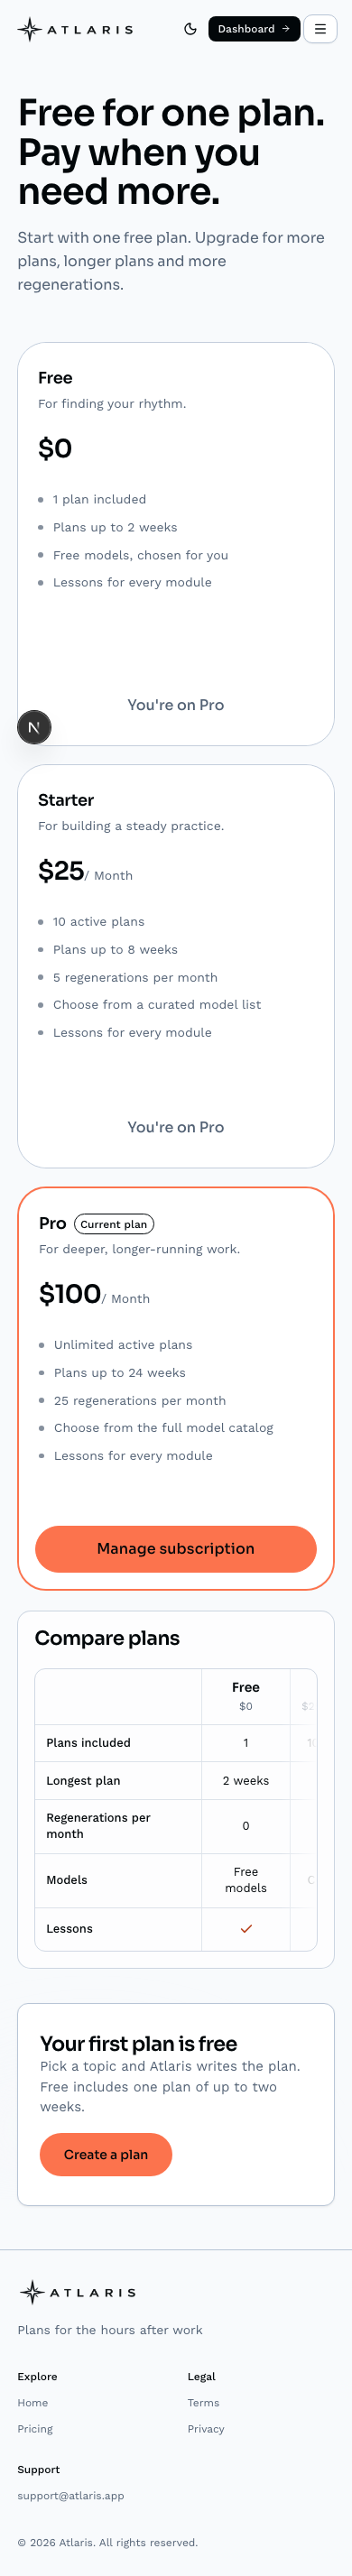 ATLARIS
Dashboard →
Free for one plan.
Pay when you
need more.
Start with one free plan. Upgrade for more
plans, longer plans and more
regenerations.
Free
For finding your rhythm.
$0
1 plan included
Plans up to 2 weeks
Free models, chosen for you
Lessons for every module
You're on Pro
N
Starter
For building a steady practice.
$25/ Month
10 active plans
Plans up to 8 weeks
5 regenerations per month
Choose from a curated model list
Lessons for every module
You're on Pro
Pro Current plan
For deeper, longer-running work.
$100/ Month
Unlimited active plans
Plans up to 24 weeks
25 regenerations per month
Choose from the full model catalog
Lessons for every module
Manage subscription
Compare plans
Free
$0
Plans included 1
Longest plan 2 weeks
Regenerations per
month
0
Models
Free
models
Lessons
Your first plan is free
Pick a topic and Atlaris writes the plan.
Free includes one plan of up to two
weeks.
Create a plan
ATLARIS
Plans for the hours after work
Explore Legal
Home Terms
Pricing Privacy
Support
support@atlaris.app
© 2026 Atlaris. All rights reserved.